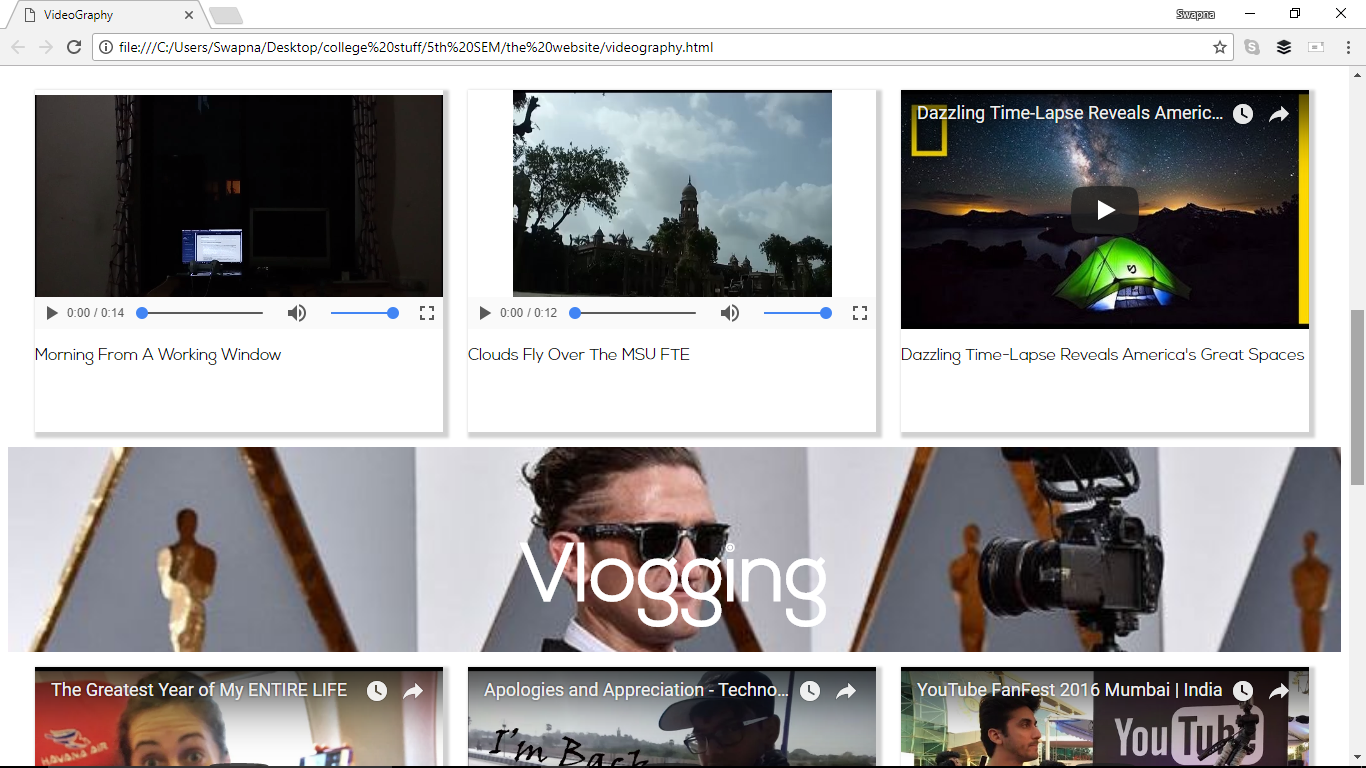 VideoGraphy
Swapna
file:///C:/Users/Swapna/Desktop/college%20stuff/5th%20SEM/the%20website/videography.html
Dazzling Time-Lapse Reveals Americ...
0:00 / 0:14
0:00 / 0:12
Morning From A Working Window
Clouds Fly Over The MSU FTE
Dazzling Time-Lapse Reveals America's Great Spaces
Vlogging
The Greatest Year of My ENTIRE LIFE
Apologies and Appreciation - Techno...
YouTube FanFest 2016 Mumbai | India
HAVANA AIR
I'm Back
YouTube